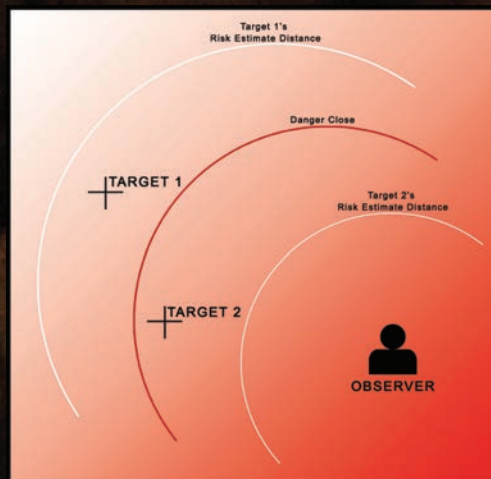 Target 1's
Risk Estimate Distance
Danger Close
TARGET 1
Target 2's
Risk Estimate Distance
TARGET 2
OBSERVER